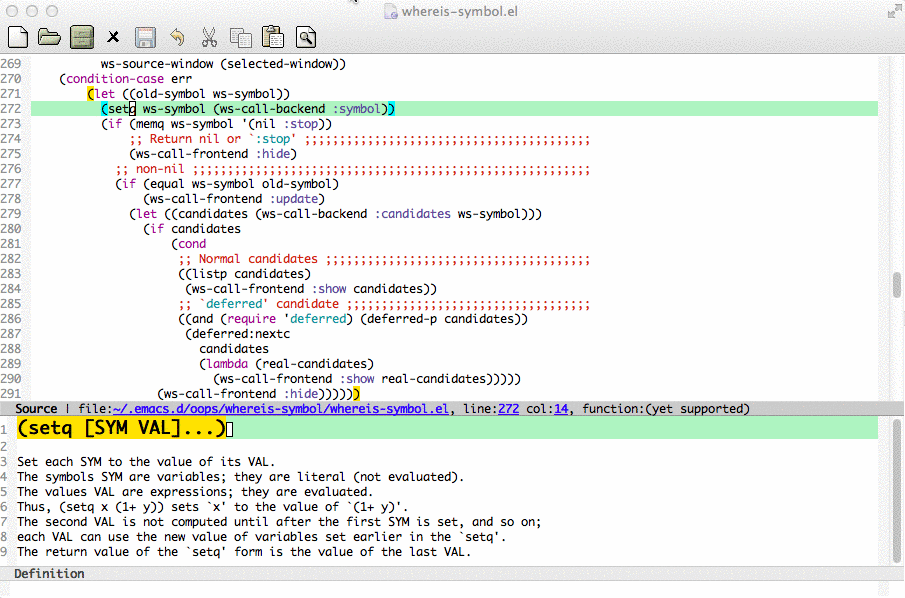 whereis-symbol.el
269 ws-source-window (selected-window))
270 (condition-case err
271 (let ((old-symbol ws-symbol))
272 (setq ws-symbol (ws-call-backend :symbol))
273 (if (memq ws-symbol '(nil :stop))
274 ;; Return nil or `:stop' ;;;;;;;;;;;;;;;;;;;;;;;;;;;;;;;;;;;;;;;;;
275 (ws-call-frontend :hide)
276 ;; non-nil ;;;;;;;;;;;;;;;;;;;;;;;;;;;;;;;;;;;;;;;;;;;;;;;;;;;;;;;;;
277 (if (equal ws-symbol old-symbol)
278 (ws-call-frontend :update)
279 (let ((candidates (ws-call-backend :candidates ws-symbol)))
280 (if candidates
281 (cond
282 ;; Normal candidates ;;;;;;;;;;;;;;;;;;;;;;;;;;;;;;;;;;;;;;
283 ((listp candidates)
284 (ws-call-frontend :show candidates))
285 ;; `deferred' candidate ;;;;;;;;;;;;;;;;;;;;;;;;;;;;;;;;;;;
286 ((and (require 'deferred) (deferred-p candidates))
287 (deferred:nextc
288 candidates
289 (lambda (real-candidates)
290 (ws-call-frontend :show real-candidates)))))
291 (ws-call-frontend :hide)))))
Source | file:~/.emacs.d/oops/whereis-symbol/whereis-symbol.el, line:272 col:14, function:(yet supported)
1 (setq [SYM VAL]...)
2
3 Set each SYM to the value of its VAL.
4 The symbols SYM are variables; they are literal (not evaluated).
5 The values VAL are expressions; they are evaluated.
6 Thus, (setq x (1+ y)) sets `x' to the value of `(1+ y)'.
7 The second VAL is not computed until after the first SYM is set, and so on;
8 each VAL can use the new value of variables set earlier in the `setq'.
9 The return value of the `setq' form is the value of the last VAL.
Definition